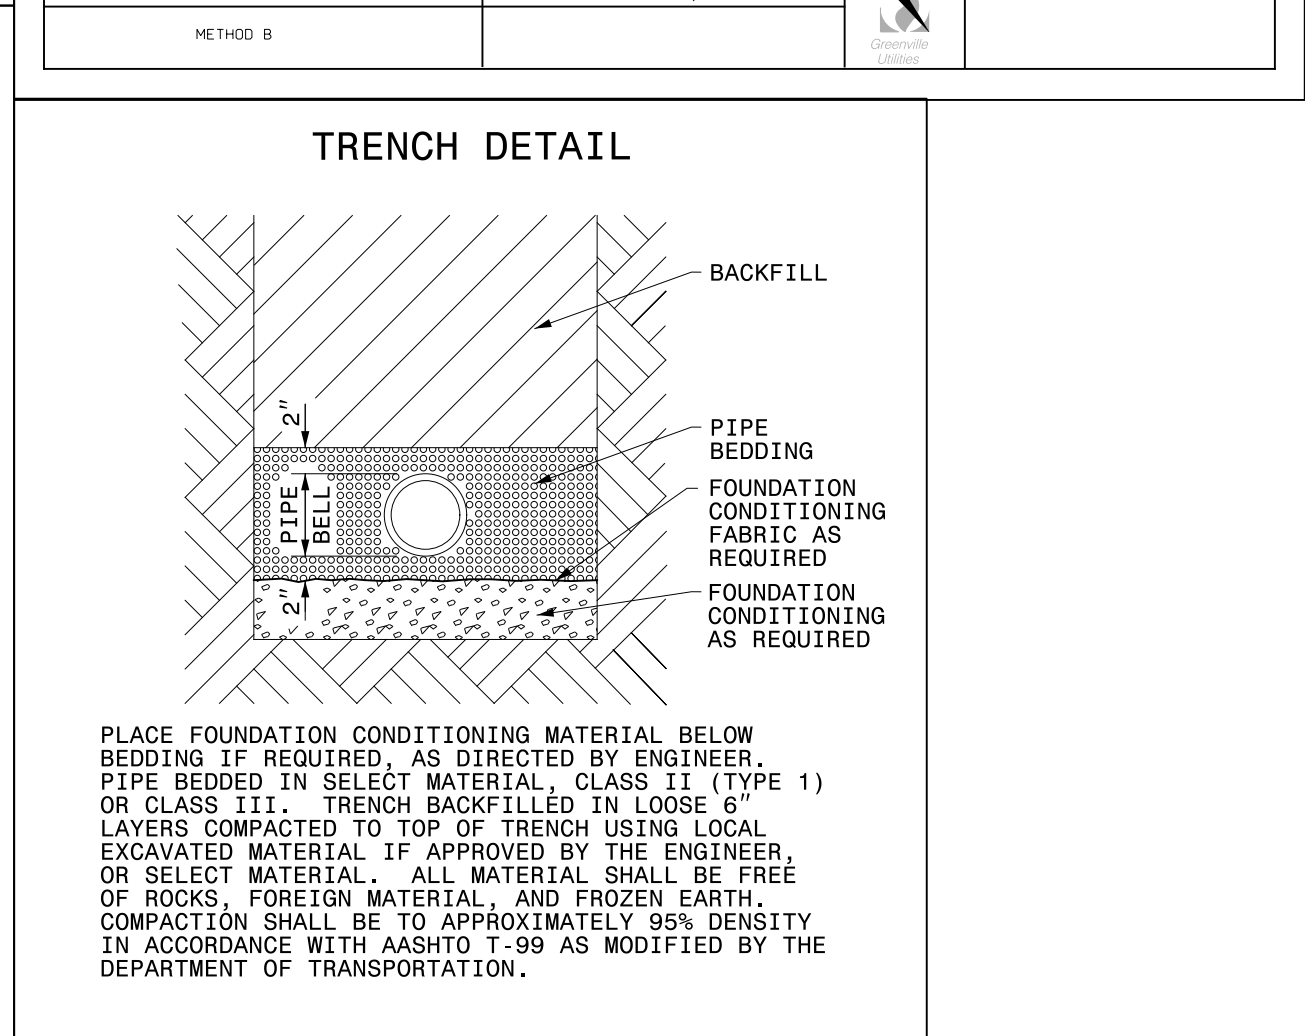 METHOD B
Greenville
Utilities
TRENCH DETAIL
BACKFILL
2"
PIPE
BEDDING
PIPE
BELL
FOUNDATION
CONDITIONING
FABRIC AS
REQUIRED
2"
FOUNDATION
CONDITIONING
AS REQUIRED
PLACE FOUNDATION CONDITIONING MATERIAL BELOW
BEDDING IF REQUIRED, AS DIRECTED BY ENGINEER.
PIPE BEDDED IN SELECT MATERIAL, CLASS II (TYPE 1)
OR CLASS III. TRENCH BACKFILLED IN LOOSE 6"
LAYERS COMPACTED TO TOP OF TRENCH USING LOCAL
EXCAVATED MATERIAL IF APPROVED BY THE ENGINEER,
OR SELECT MATERIAL. ALL MATERIAL SHALL BE FREE
OF ROCKS, FOREIGN MATERIAL, AND FROZEN EARTH.
COMPACTION SHALL BE TO APPROXIMATELY 95% DENSITY
IN ACCORDANCE WITH AASHTO T-99 AS MODIFIED BY THE
DEPARTMENT OF TRANSPORTATION.